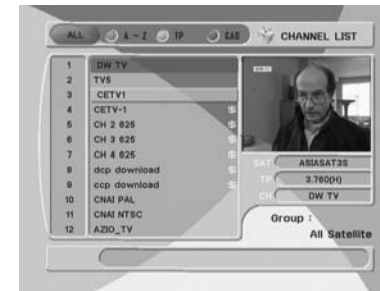 ALL A ~ Z TP CAS CHANNEL LIST
1 DW TV
2 TV5
3 CETV1
4 CETV-1
5 CH 2 625
6 CH 3 625
7 CH 4 625
8 dcp download
9 ccp download
10 CNAI PAL
11 CNAI NTSC
12 AZIO_TV
SAT ASIASAT3S
TP 3.760(H)
CH DW TV
Group :
All Satellite